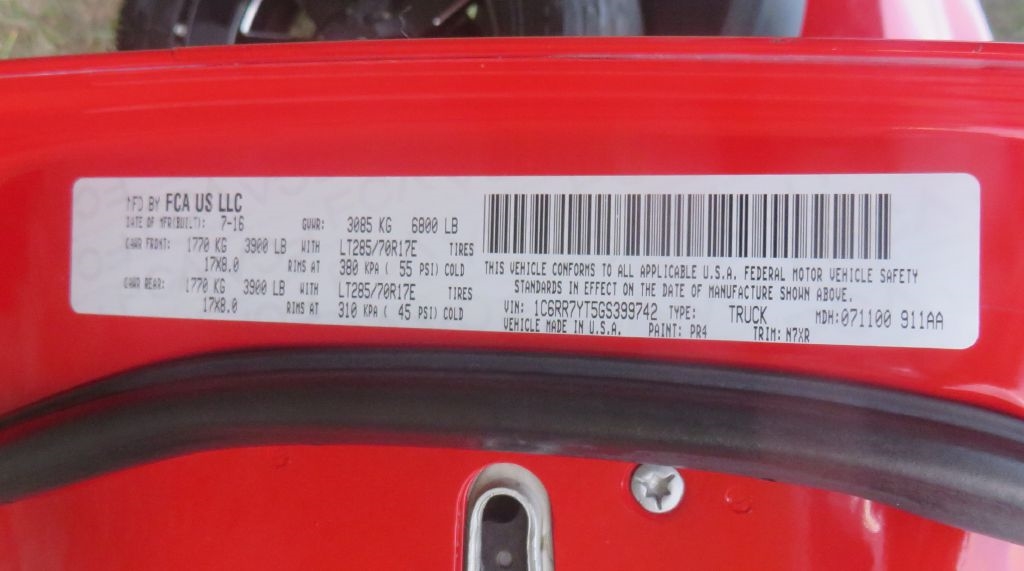 MFD BY FCA US LLC
DATE OF MFR(BUILT): 7-16 GVWR: 3085 KG 6800 LB
GAWR FRONT: 1770 KG 3900 LB WITH LT285/70R17E TIRES
17X8.0 RIMS AT 380 KPA ( 55 PSI) COLD
GAWR REAR: 1770 KG 3900 LB WITH LT285/70R17E TIRES
17X8.0 RIMS AT 310 KPA ( 45 PSI) COLD
THIS VEHICLE CONFORMS TO ALL APPLICABLE U.S.A. FEDERAL MOTOR VEHICLE SAFETY
STANDARDS IN EFFECT ON THE DATE OF MANUFACTURE SHOWN ABOVE.
VIN: 1C6RR7YT5GS399742 TYPE: TRUCK MDH:071100 911AA
VEHICLE MADE IN U.S.A. PAINT: PR4 TRIM: N7XR